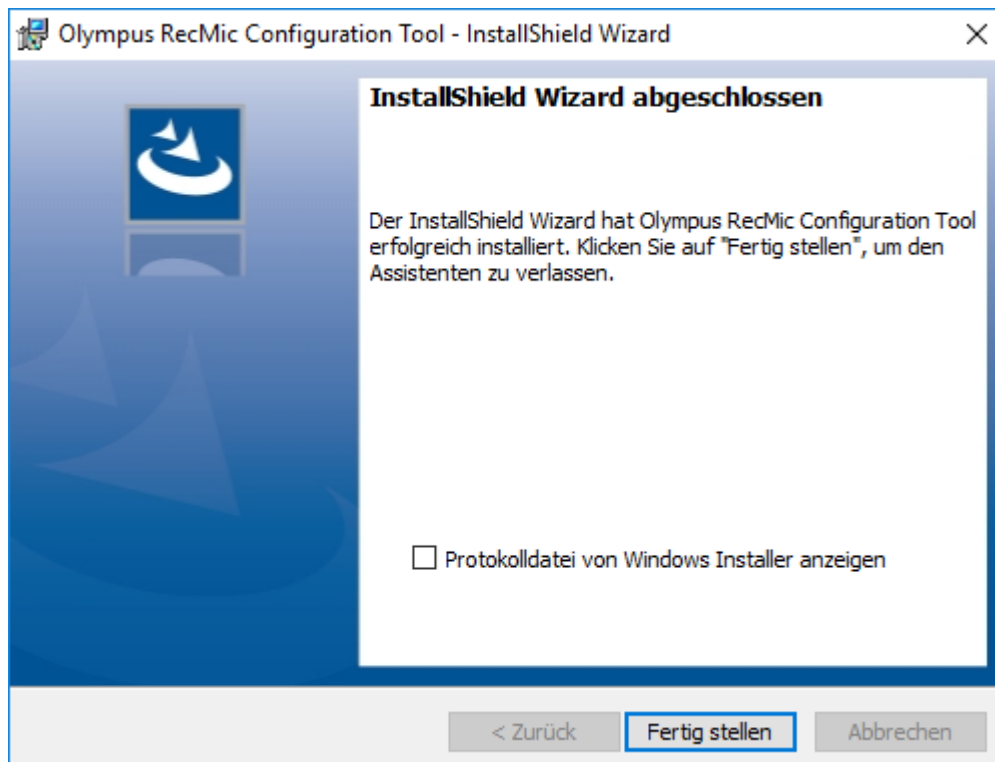 Olympus RecMic Configuration Tool - InstallShield Wizard
InstallShield Wizard abgeschlossen
Der InstallShield Wizard hat Olympus RecMic Configuration Tool
erfolgreich installiert. Klicken Sie auf "Fertig stellen", um den
Assistenten zu verlassen.
Protokolldatei von Windows Installer anzeigen
< Zurück
Fertig stellen
Abbrechen